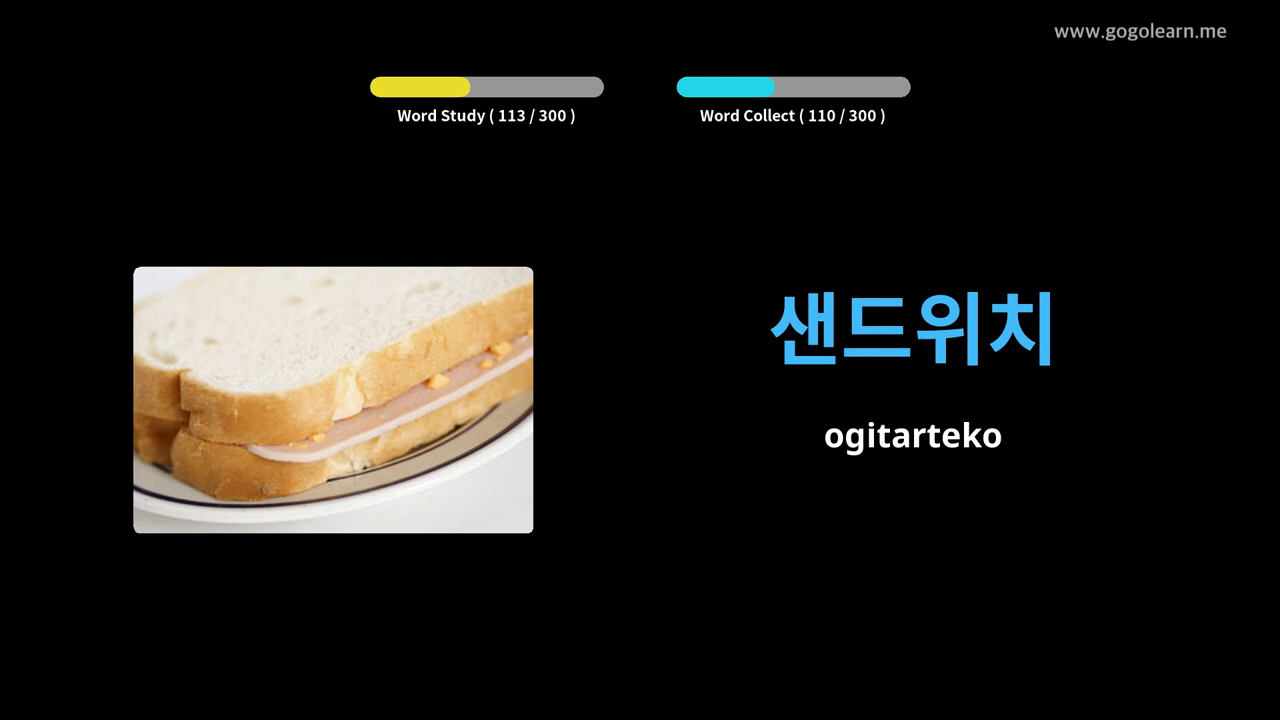 www.gogolearn.me
Word Study ( 113 / 300 )
Word Collect ( 110 / 300 )
샌드위치
ogitarteko